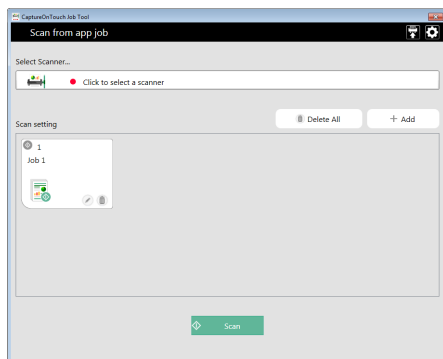 CaptureOnTouch Job Tool
Scan from app job
Select Scanner...
Click to select a scanner
Scan setting
Delete All
+ Add
1
Job 1
Scan